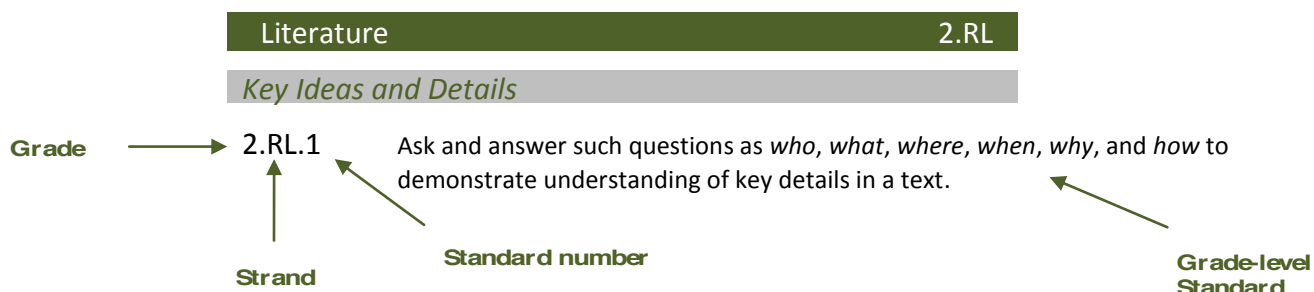 Literature 2.RL
Key Ideas and Details
Grade 2.RL.1 Ask and answer such questions as who, what, where, when, why, and how to
demonstrate understanding of key details in a text.
Standard number
Strand
Grade-level
Standard